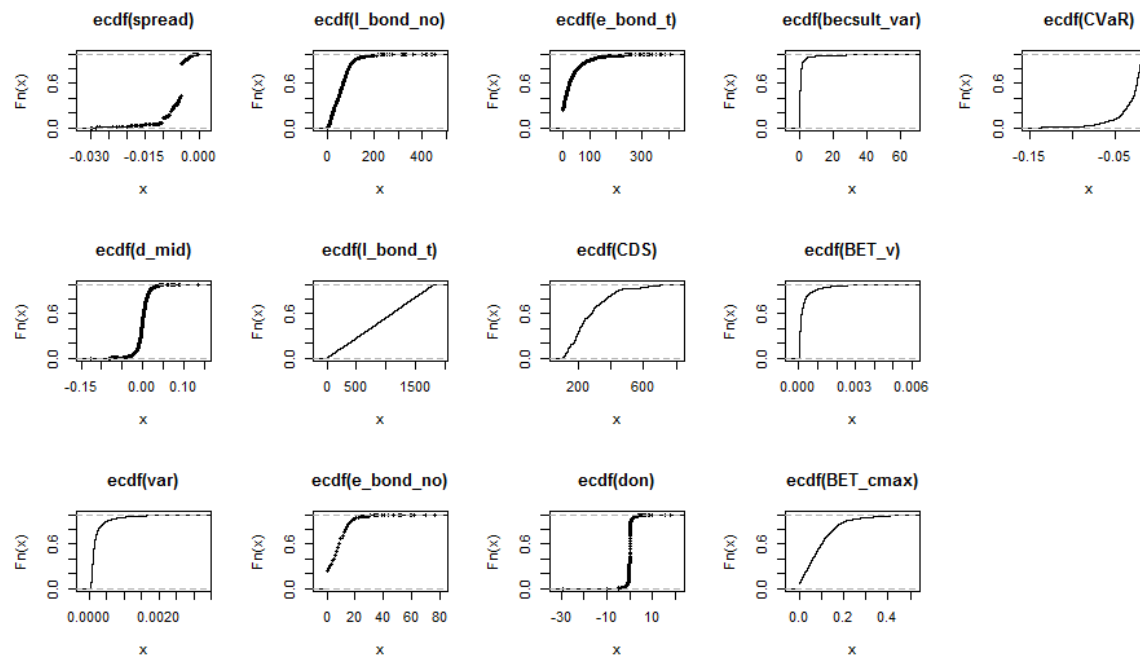 ecdf(spread)
Fn(x)
0.0 0.6
-0.030 -0.015 0.000
x
ecdf(l_bond_no)
Fn(x)
0.0 0.6
0 200 400
x
ecdf(e_bond_t)
Fn(x)
0.0 0.6
0 100 300
x
ecdf(becsult_var)
Fn(x)
0.0 0.6
0 20 40 60
x
ecdf(CVaR)
Fn(x)
0.0 0.6
-0.15 -0.05
x
ecdf(d_mid)
Fn(x)
0.0 0.6
-0.15 0.00 0.10
x
ecdf(l_bond_t)
Fn(x)
0.0 0.6
0 500 1500
x
ecdf(CDS)
Fn(x)
0.0 0.6
200 600
x
ecdf(BET_v)
Fn(x)
0.0 0.6
0.000 0.003 0.006
x
ecdf(var)
Fn(x)
0.0 0.6
0.0000 0.0020
x
ecdf(e_bond_no)
Fn(x)
0.0 0.6
0 20 40 60 80
x
ecdf(don)
Fn(x)
0.0 0.6
-30 -10 10
x
ecdf(BET_cmax)
Fn(x)
0.0 0.6
0.0 0.2 0.4
x